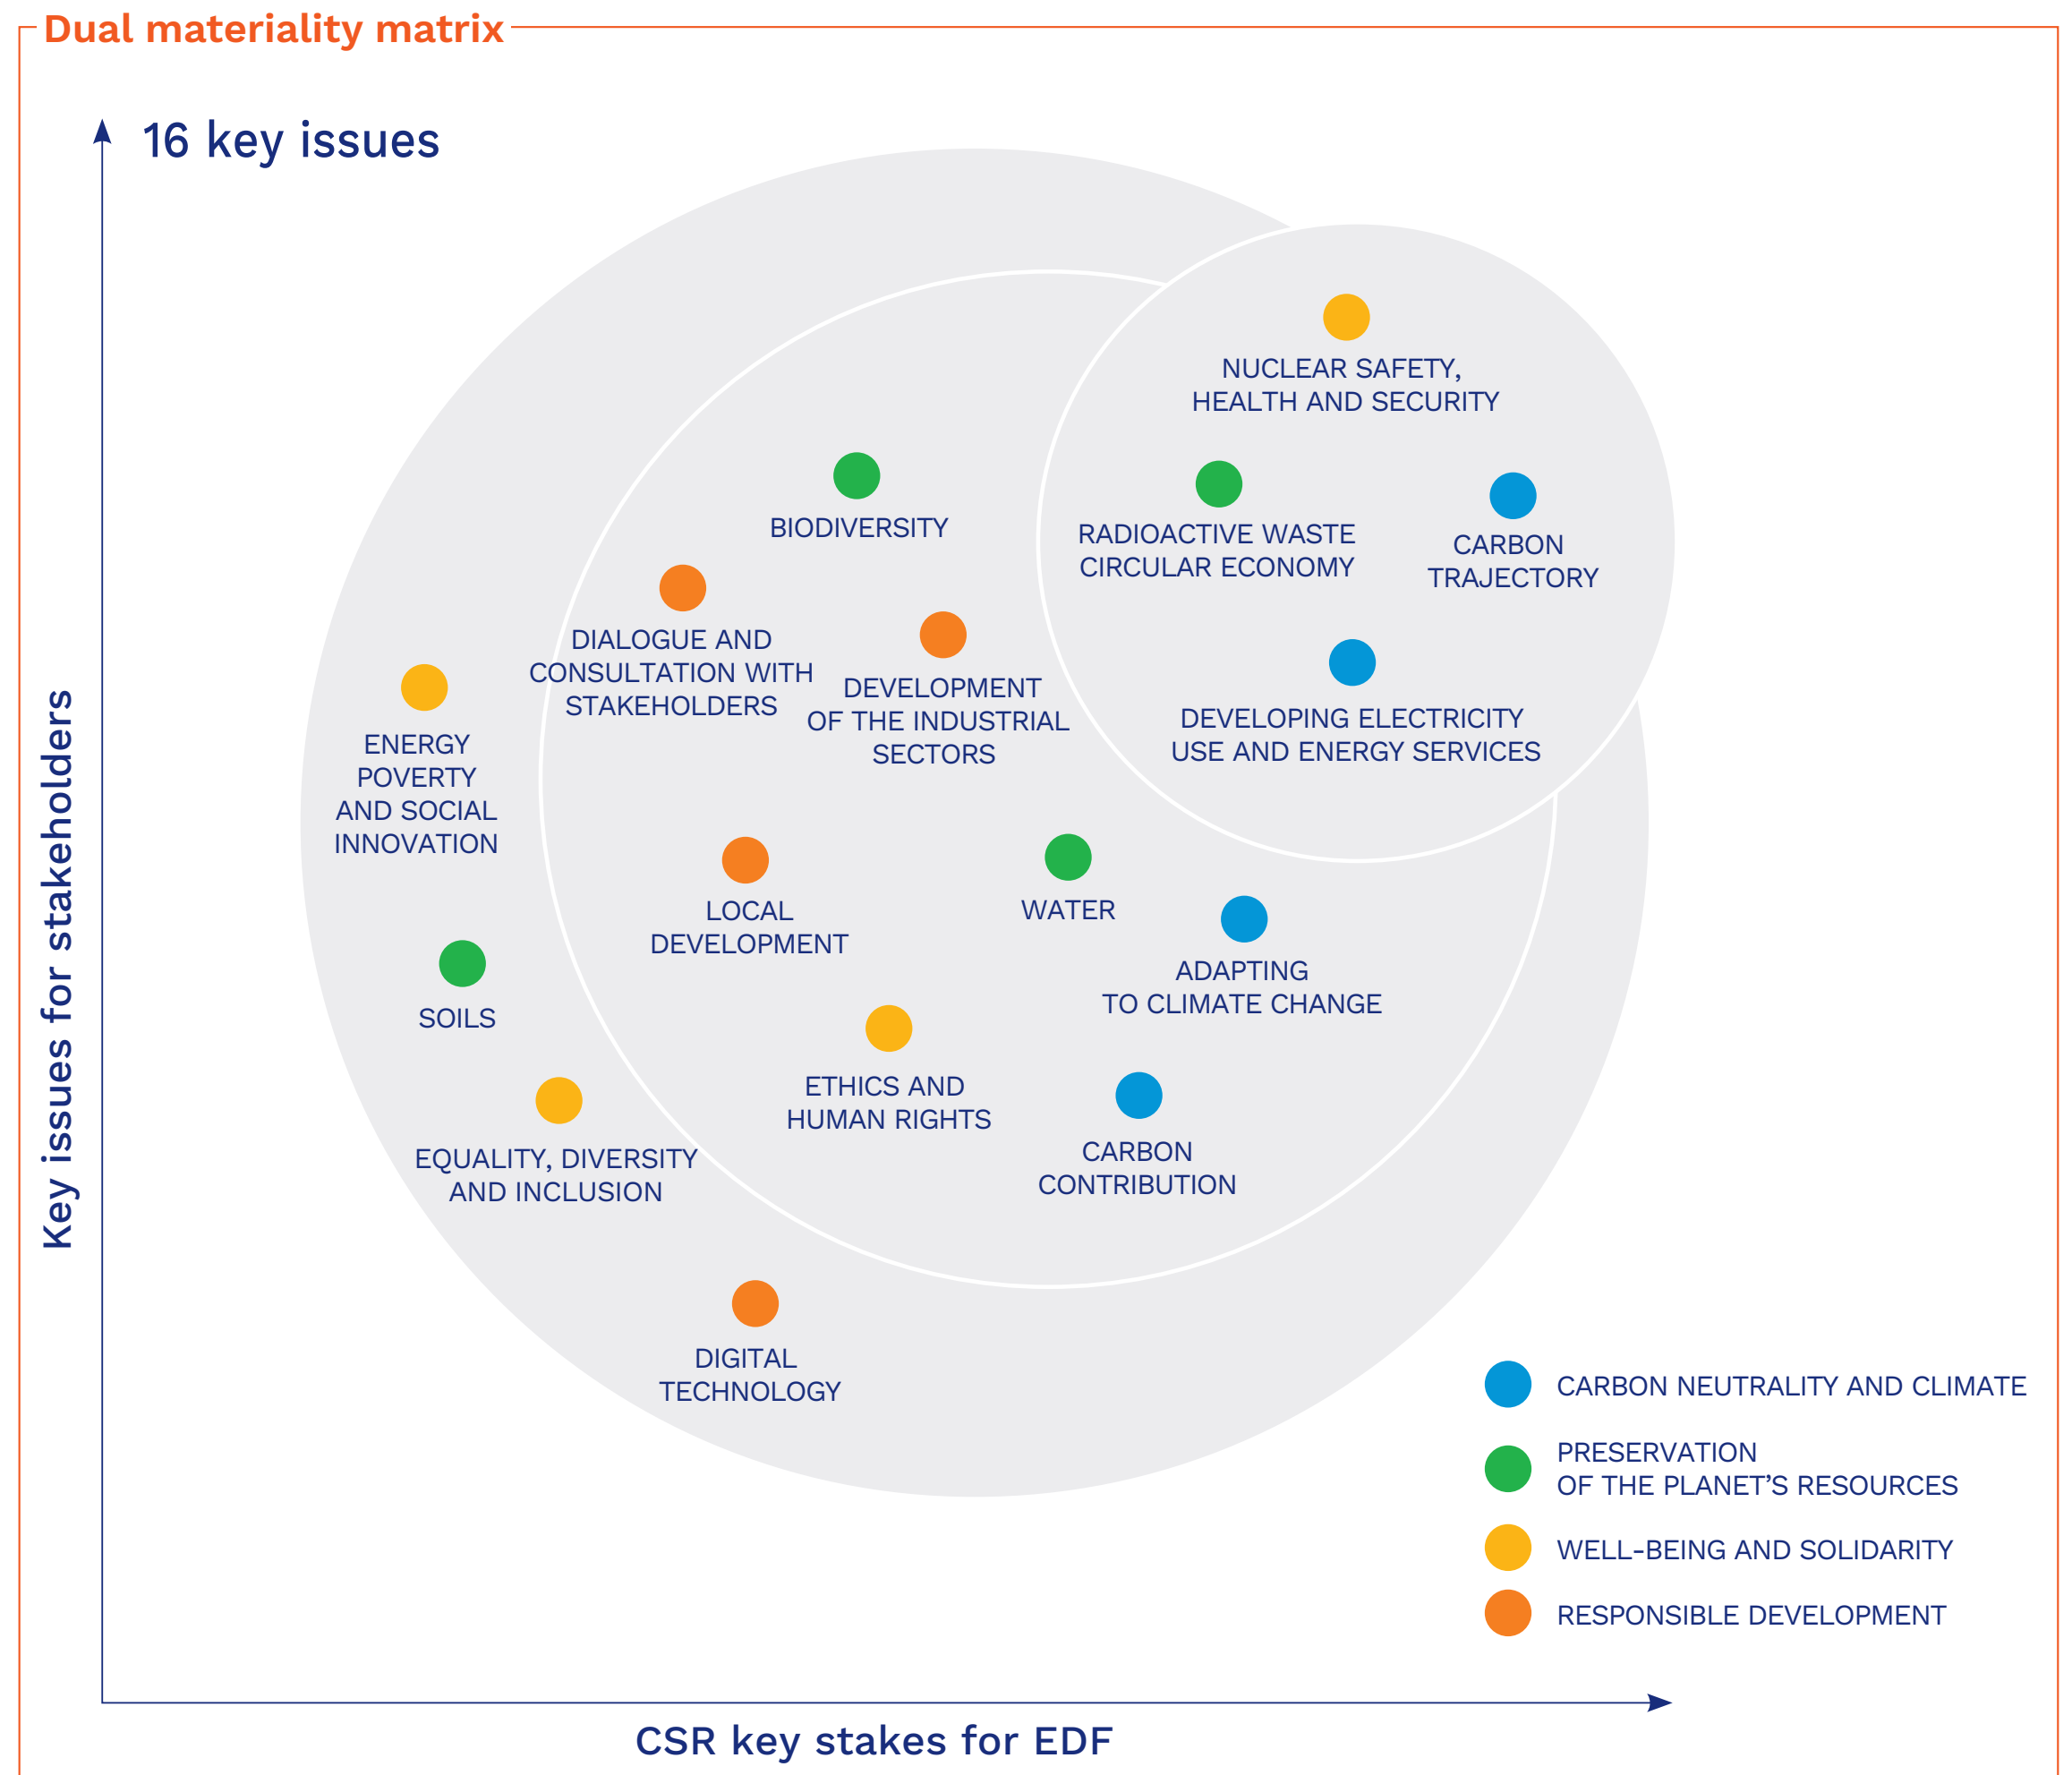 Dual materiality matrix
16 key issues
Key issues for stakeholders
NUCLEAR SAFETY,
HEALTH AND SECURITY
BIODIVERSITY
RADIOACTIVE WASTE
CIRCULAR ECONOMY
CARBON
TRAJECTORY
DIALOGUE AND
CONSULTATION WITH
STAKEHOLDERS
DEVELOPMENT
OF THE INDUSTRIAL
SECTORS
DEVELOPING ELECTRICITY
USE AND ENERGY SERVICES
ENERGY
POVERTY
AND SOCIAL
INNOVATION
LOCAL
DEVELOPMENT
WATER
ADAPTING
TO CLIMATE CHANGE
SOILS
ETHICS AND
HUMAN RIGHTS
EQUALITY, DIVERSITY
AND INCLUSION
CARBON
CONTRIBUTION
DIGITAL
TECHNOLOGY
CARBON NEUTRALITY AND CLIMATE
PRESERVATION
OF THE PLANET’S RESOURCES
WELL-BEING AND SOLIDARITY
RESPONSIBLE DEVELOPMENT
CSR key stakes for EDF